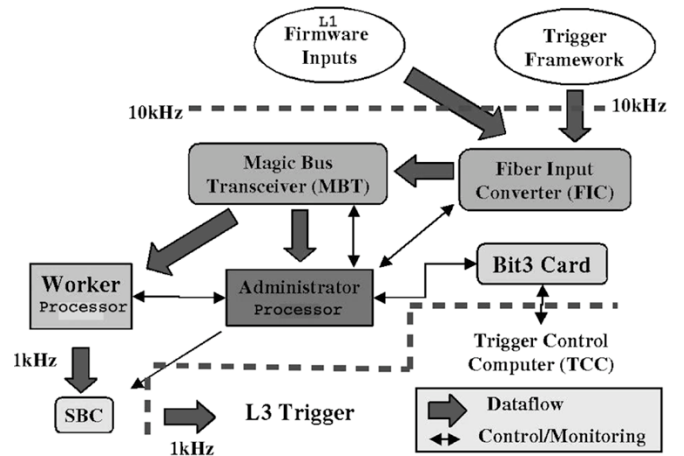 L1
Firmware
Inputs
Trigger
Framework
10kHz
10kHz
Magic Bus
Transceiver (MBT)
Fiber Input
Converter (FIC)
Worker
Processor
Administrator
Processor
Bit3 Card
Trigger Control
Computer (TCC)
1kHz
SBC
L3 Trigger
1kHz
Dataflow
Control/Monitoring